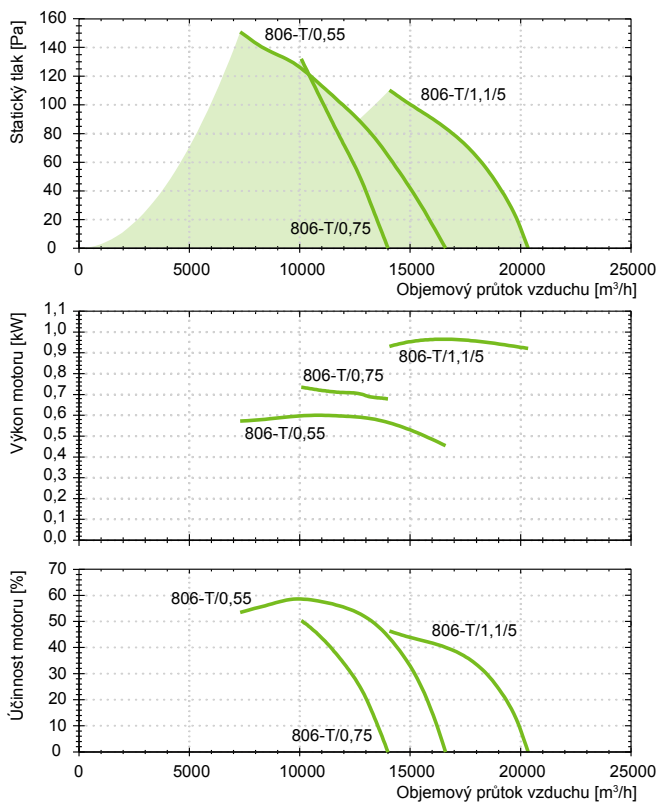 Statický tlak [Pa]
160
140
120
100
80
60
40
20
0
806-T/0,55
806-T/1,1/5
806-T/0,75
0 5000 10000 15000 20000 25000
Objemový průtok vzduchu [m³/h]
Výkon motoru [kW]
1,1
1,0
0,9
0,8
0,7
0,6
0,5
0,4
0,3
0,2
0,1
0,0
806-T/1,1/5
806-T/0,75
806-T/0,55
Účinnost motoru [%]
70
60
50
40
30
20
10
0
806-T/0,55
806-T/1,1/5
806-T/0,75
0 5000 10000 15000 20000 25000
Objemový průtok vzduchu [m³/h]